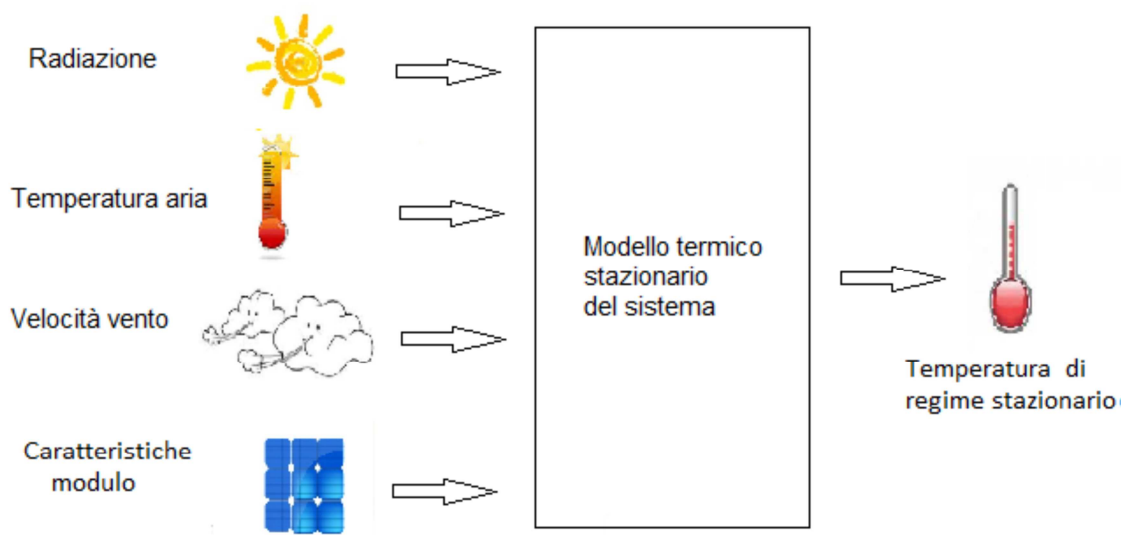 Radiazione
Temperatura aria
Velocità vento
Caratteristiche
modulo
Modello termico
stazionario
del sistema
Temperatura di
regime stazionario